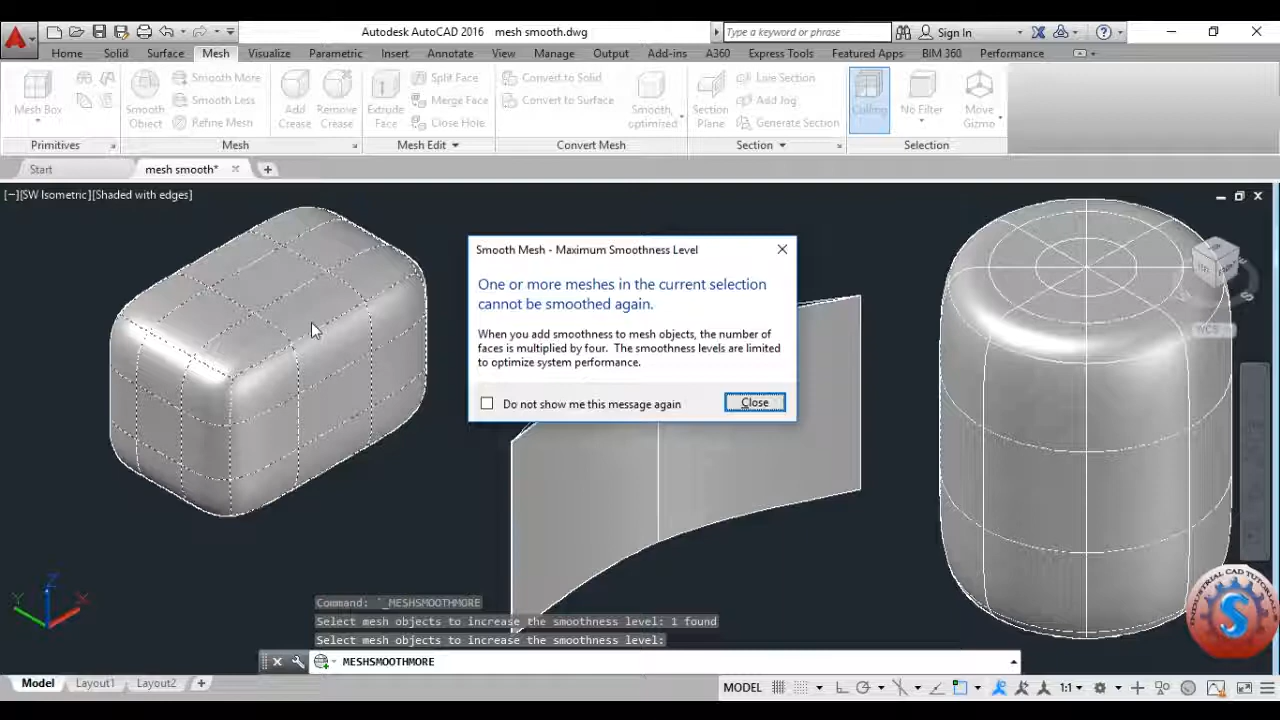 Autodesk AutoCAD 2016 mesh smooth.dwg
Type a keyword or phrase
Sign In
Home Solid Surface Mesh Visualize Parametric Insert Annotate View Manage Output Add-ins A360 Express Tools Featured Apps BIM 360 Performance
Mesh Box
Smooth Object
Smooth More
Smooth Less
Refine Mesh
Add Crease
Remove Crease
Extrude Face
Split Face
Merge Face
Close Hole
Convert to Solid
Convert to Surface
Smooth, optimized
Section Plane
Live Section
Add Jog
Generate Section
Culling
No Filter
Move Gizmo
Primitives Mesh Mesh Edit Convert Mesh Section Selection
Start mesh smooth*
[−][SW Isometric][Shaded with edges]
Smooth Mesh - Maximum Smoothness Level
One or more meshes in the current selection
cannot be smoothed again.
When you add smoothness to mesh objects, the number of
faces is multiplied by four. The smoothness levels are limited
to optimize system performance.
Do not show me this message again
Close
WCS
Z
Y X
Command: '_MESHSMOOTHMORE
Select mesh objects to increase the smoothness level: 1 found
Select mesh objects to increase the smoothness level:
MESHSMOOTHMORE
INDUSTRIAL CAD TUTOR
S
Model Layout1 Layout2
MODEL 1:1